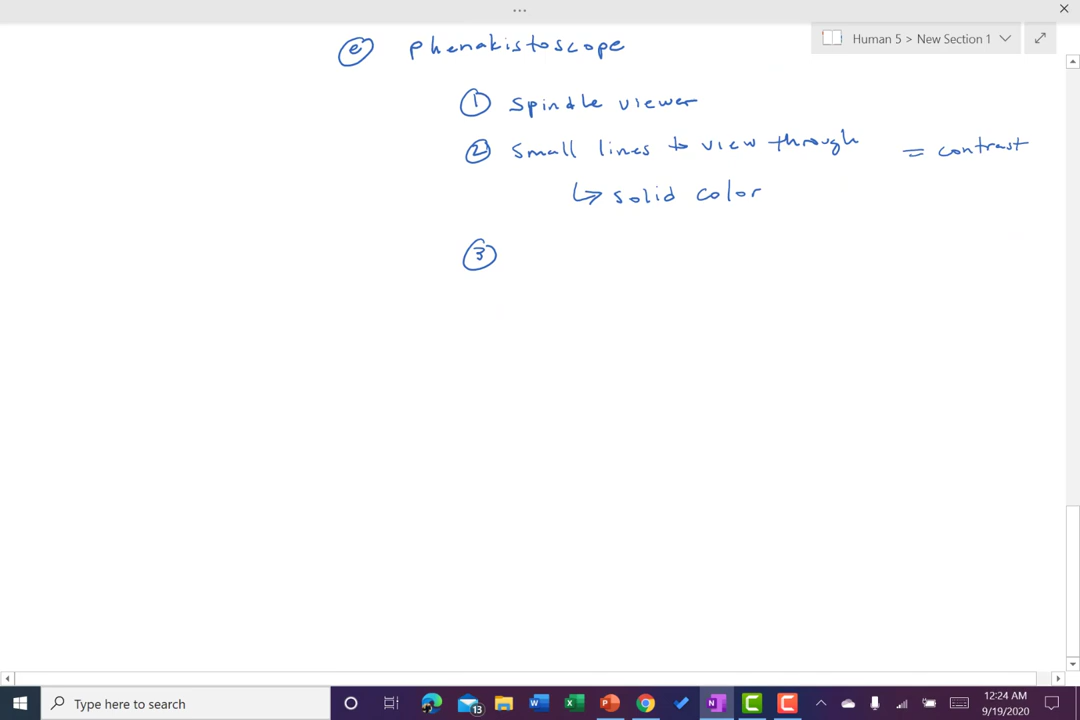 Human 5 > New Section 1
e phenakistoscope
1 spindle viewer
2 small lines to view through = contrast
↳ solid color
3
Type here to search
13
12:24 AM
9/19/2020